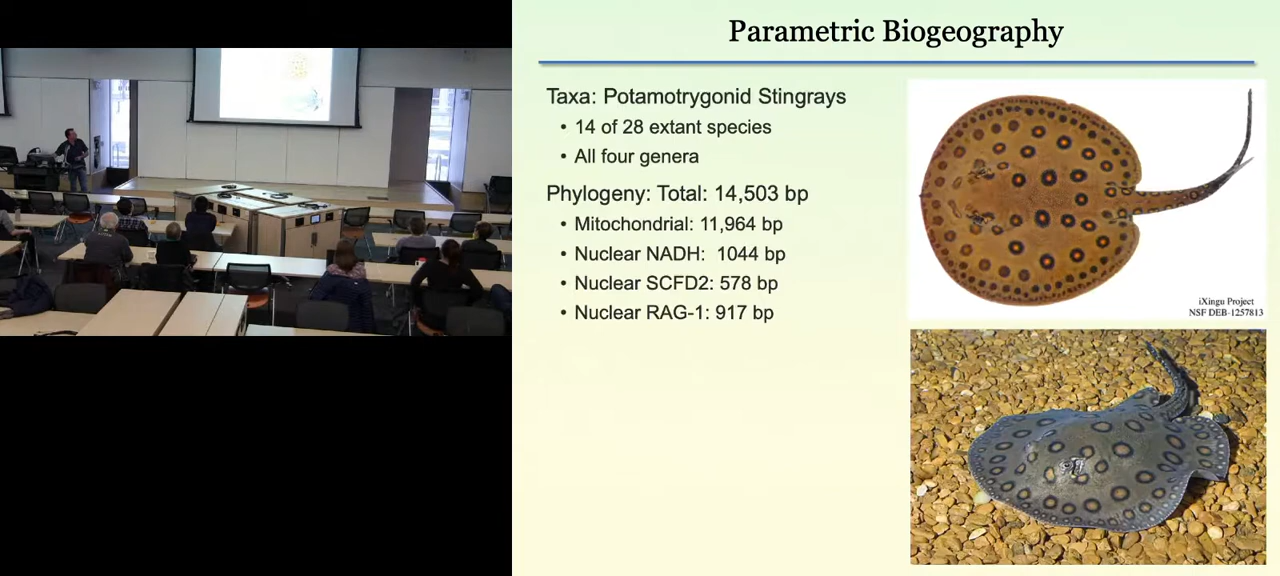 Parametric Biogeography
Taxa: Potamotrygonid Stingrays
• 14 of 28 extant species
• All four genera
Phylogeny: Total: 14,503 bp
• Mitochondrial: 11,964 bp
• Nuclear NADH: 1044 bp
• Nuclear SCFD2: 578 bp
• Nuclear RAG-1: 917 bp
iXingu Project
NSF DEB-1257813